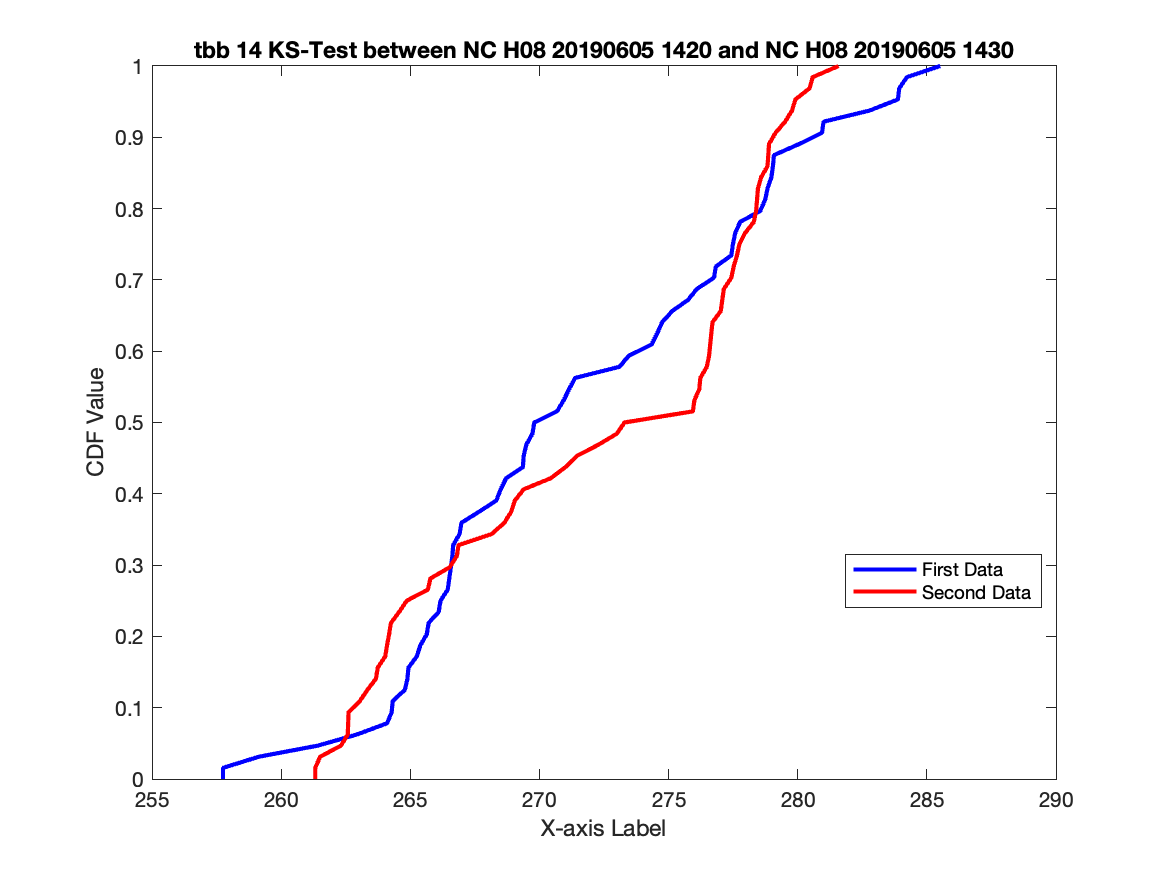 tbb 14 KS-Test between NC H08 20190605 1420 and NC H08 20190605 1430
1
0.9
0.8
0.7
0.6
0.5
0.4
0.3
0.2
0.1
0
CDF Value
First Data
Second Data
255 260 265 270 275 280 285 290
X-axis Label